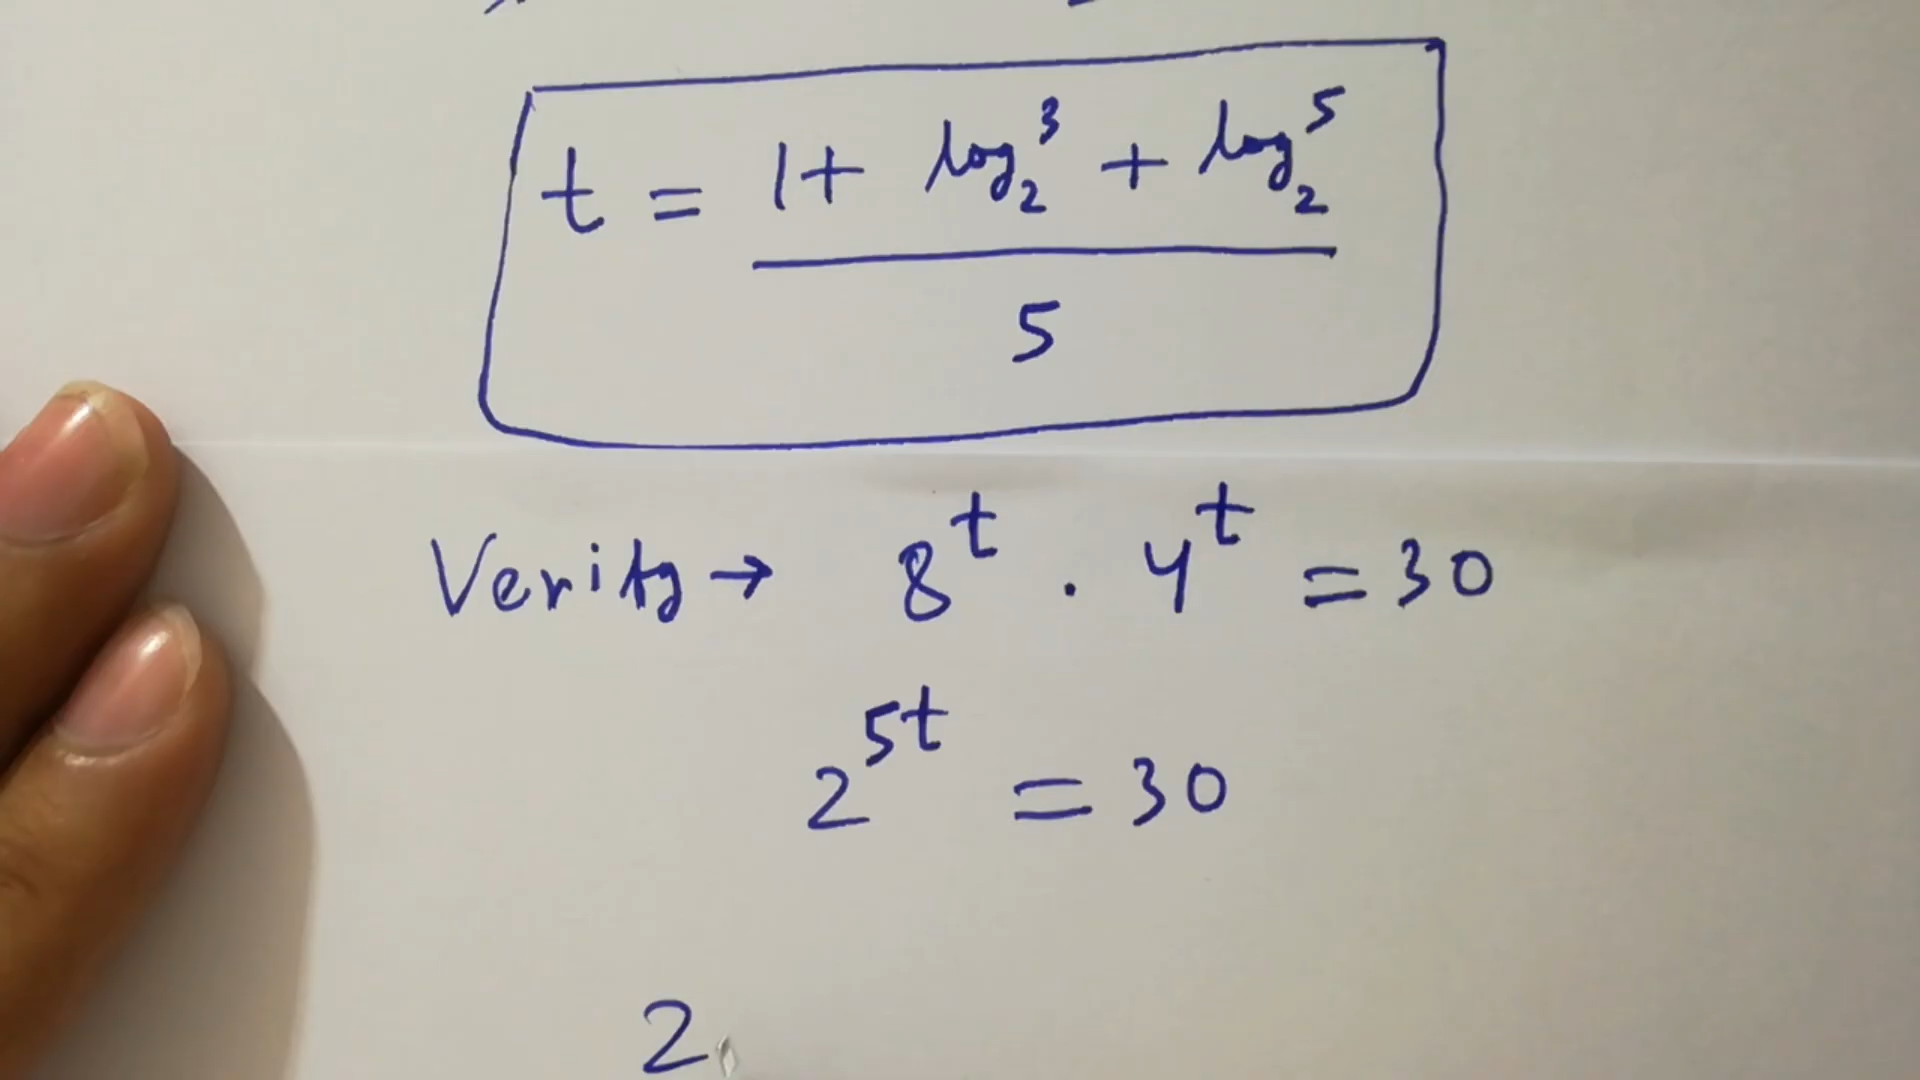 t = 1 + log₂³ + log₂⁵
5
Verify → 8ᵗ . 4ᵗ = 30
2⁵ᵗ = 30
2